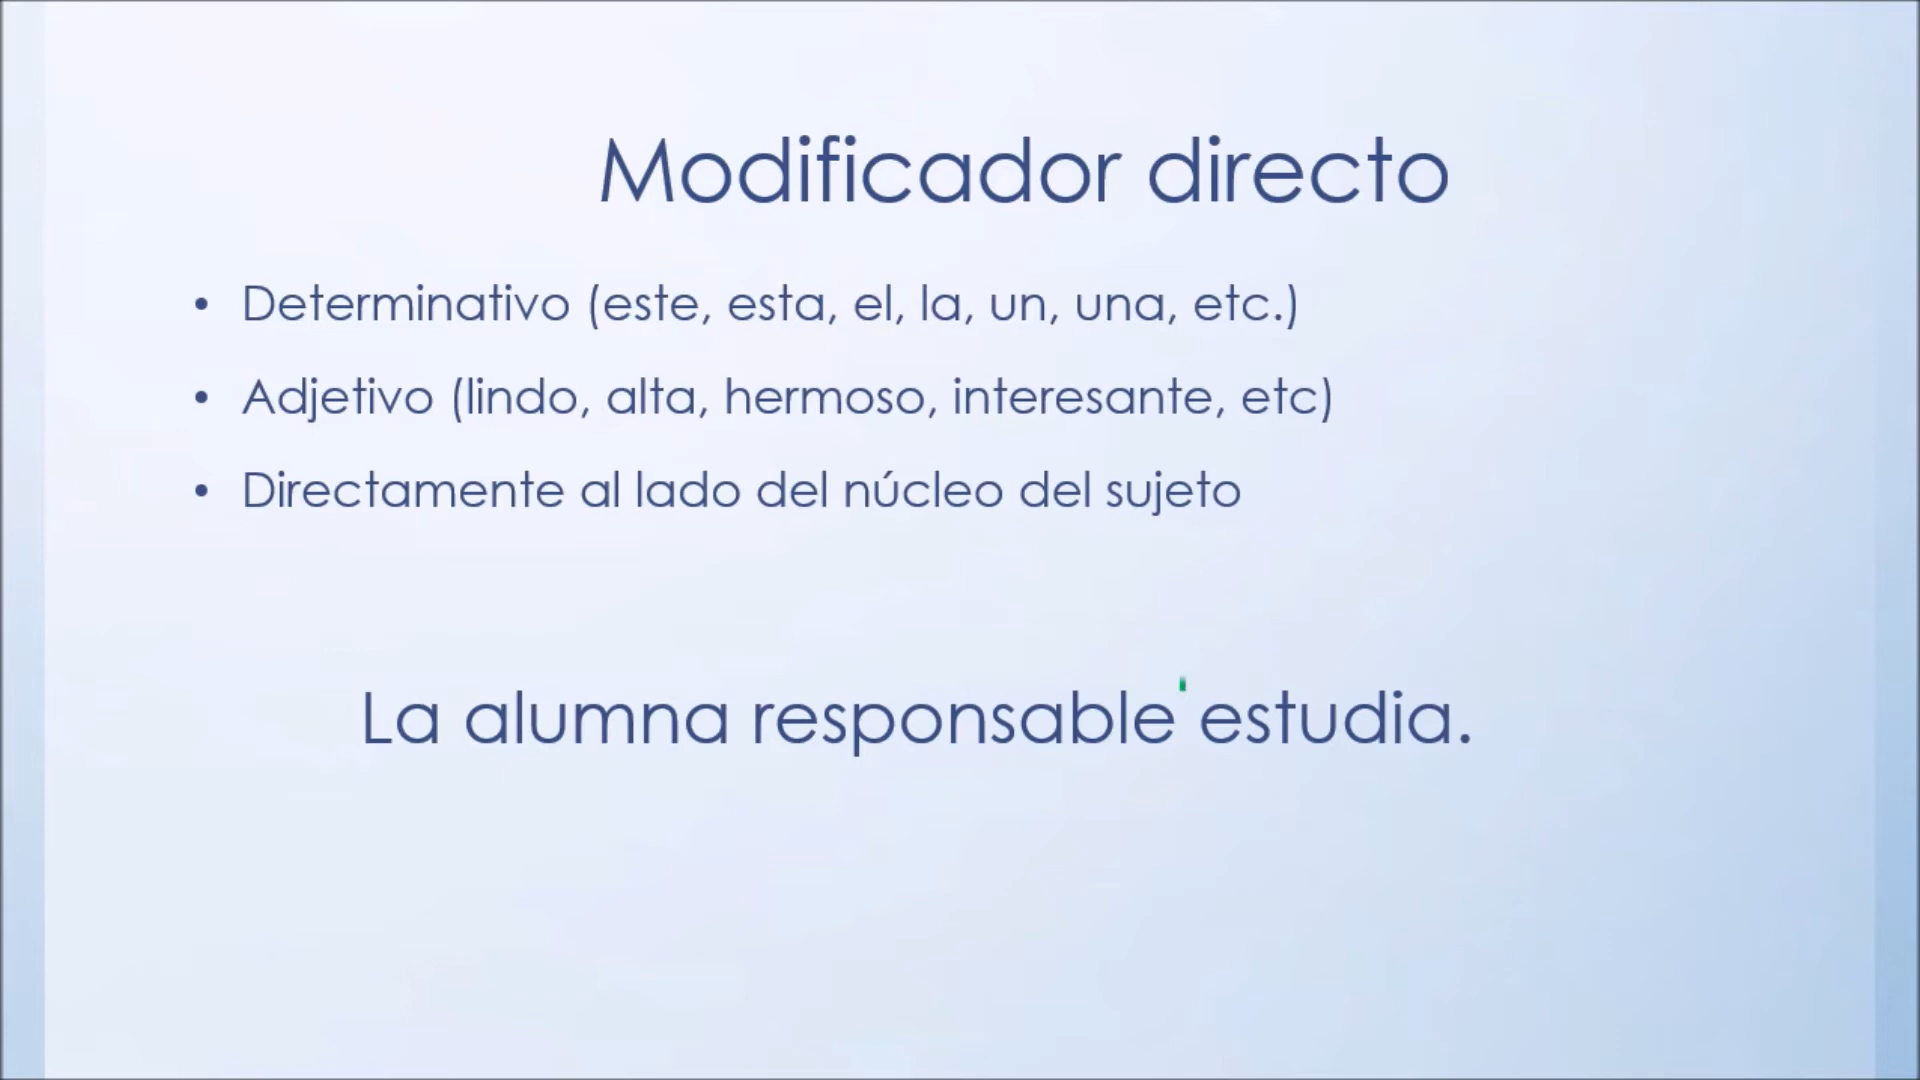 Modificador directo
• Determinativo (este, esta, el, la, un, una, etc.)
• Adjetivo (lindo, alta, hermoso, interesante, etc)
• Directamente al lado del núcleo del sujeto
La alumna responsable estudia.